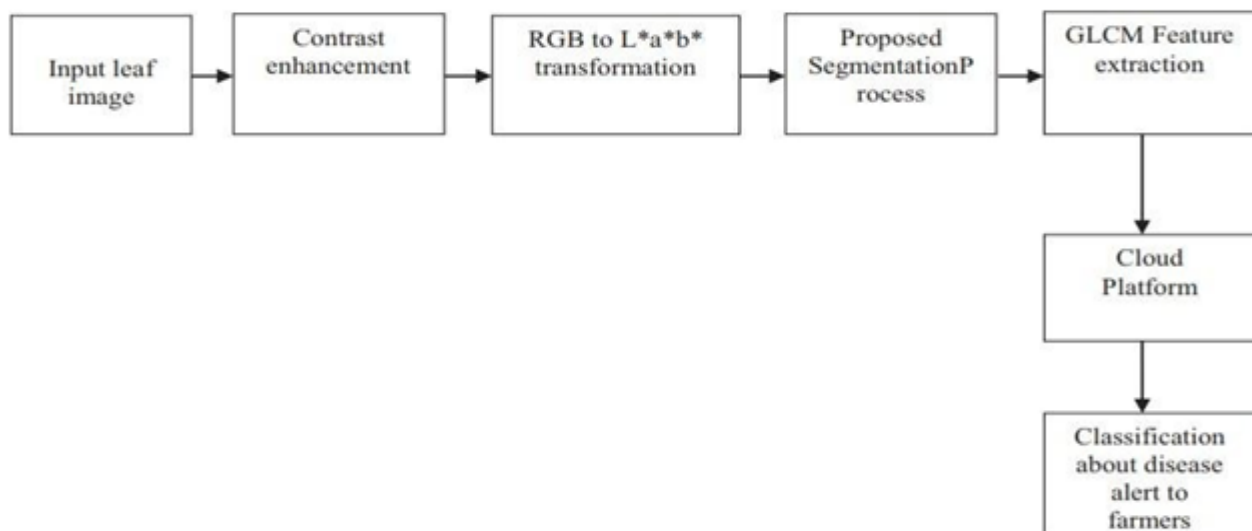 Input leaf
image
Contrast
enhancement
RGB to L*a*b*
transformation
Proposed
SegmentationP
rocess
GLCM Feature
extraction
Cloud
Platform
Classification
about disease
alert to
farmers